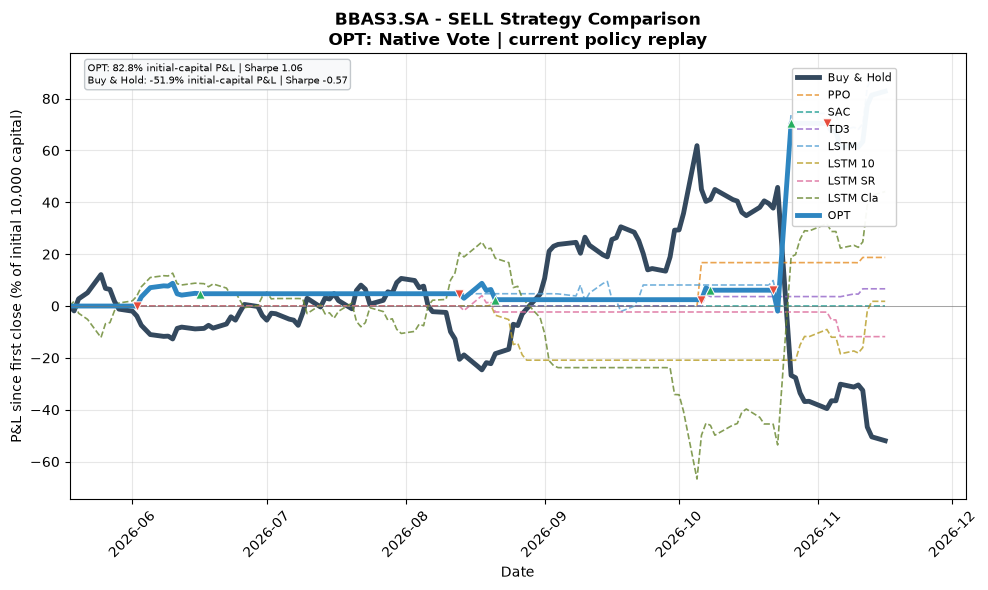 BBAS3.SA - SELL Strategy Comparison
OPT: Native Vote | current policy replay
OPT: 82.8% initial-capital P&L | Sharpe 1.06
Buy & Hold: -51.9% initial-capital P&L | Sharpe -0.57
Buy & Hold
PPO
SAC
TD3
LSTM
LSTM 10
LSTM SR
LSTM Cla
OPT
P&L since first close (% of initial 10,000 capital)
80
60
40
20
0
−20
−40
−60
2026-06
2026-07
2026-08
2026-09
2026-10
2026-11
2026-12
Date